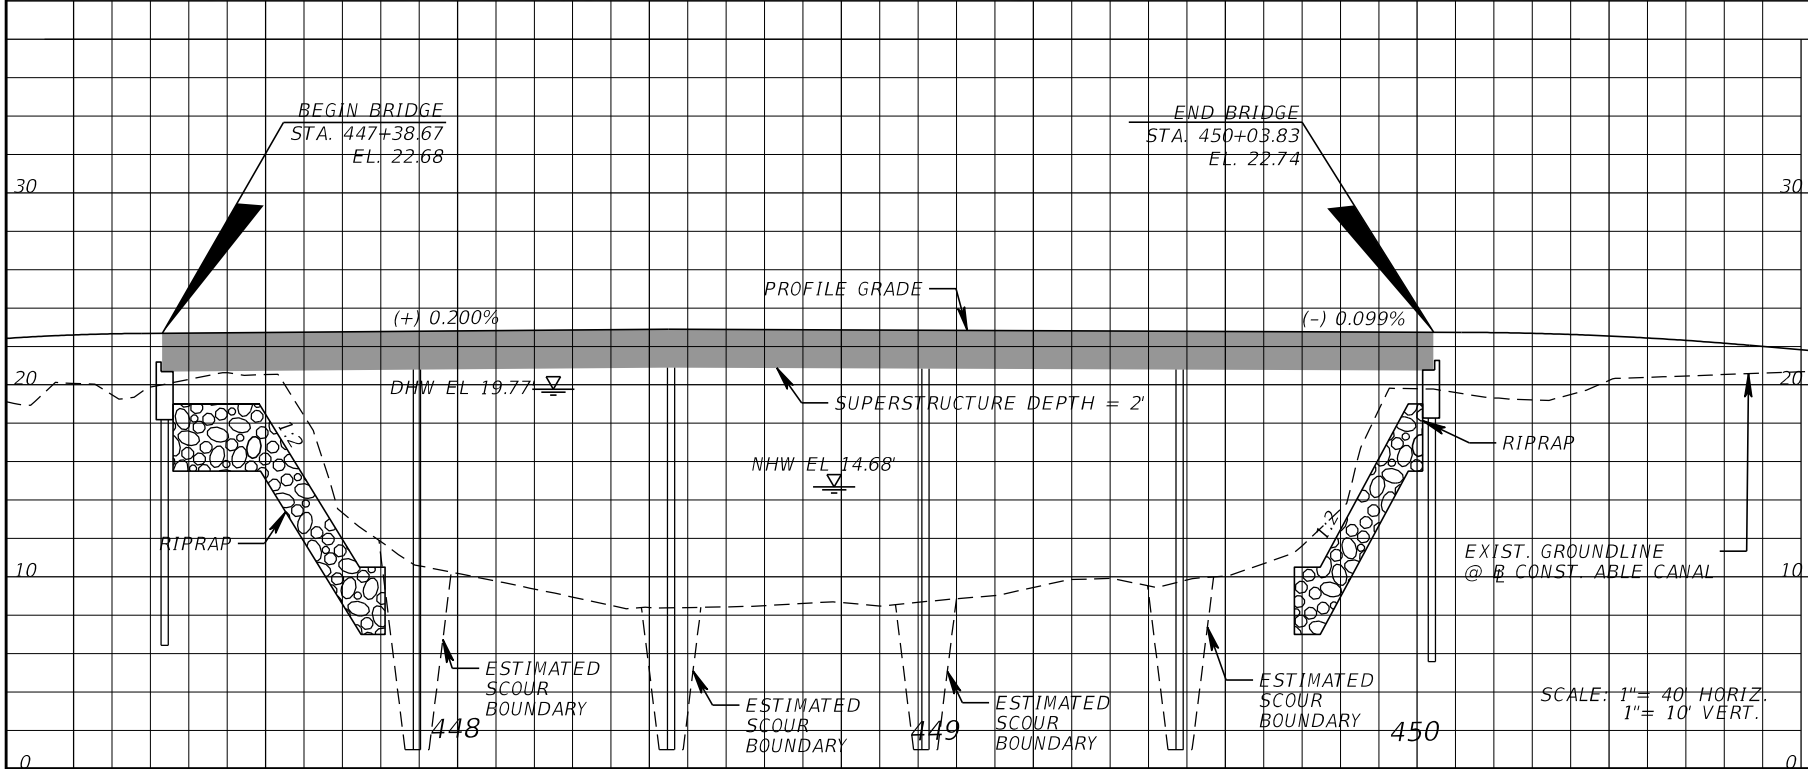 BEGIN BRIDGE
STA. 447+38.67
EL. 22.68
END BRIDGE
STA. 450+03.83
EL. 22.74
30
30
PROFILE GRADE
(+) 0.200%
(-) 0.099%
20
DHW EL 19.77'
20
SUPERSTRUCTURE DEPTH = 2'
1:2
RIPRAP
NHW EL 14.68'
1:2
RIPRAP
EXIST. GROUNDLINE
@ BL CONST. ABLE CANAL
10
10
ESTIMATED
SCOUR
BOUNDARY
ESTIMATED
SCOUR
BOUNDARY
ESTIMATED
SCOUR
BOUNDARY
ESTIMATED
SCOUR
BOUNDARY
SCALE: 1"= 40' HORIZ.
1"= 10' VERT.
448
449
450
0
0